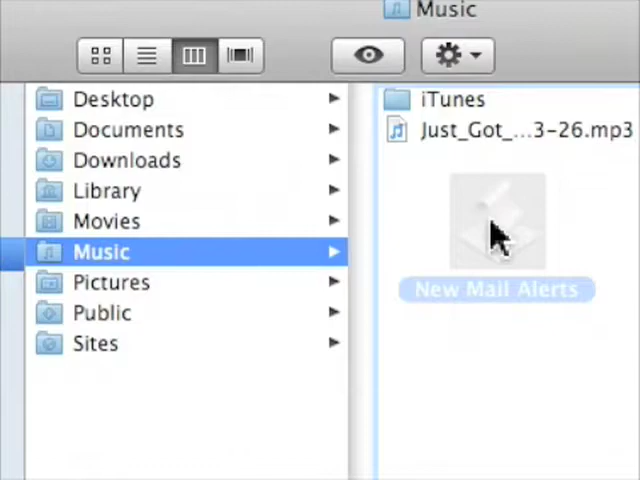 Music
Desktop
Documents
Downloads
Library
Movies
Music
Pictures
Public
Sites
iTunes
Just_Got_...3-26.mp3
New Mail Alerts